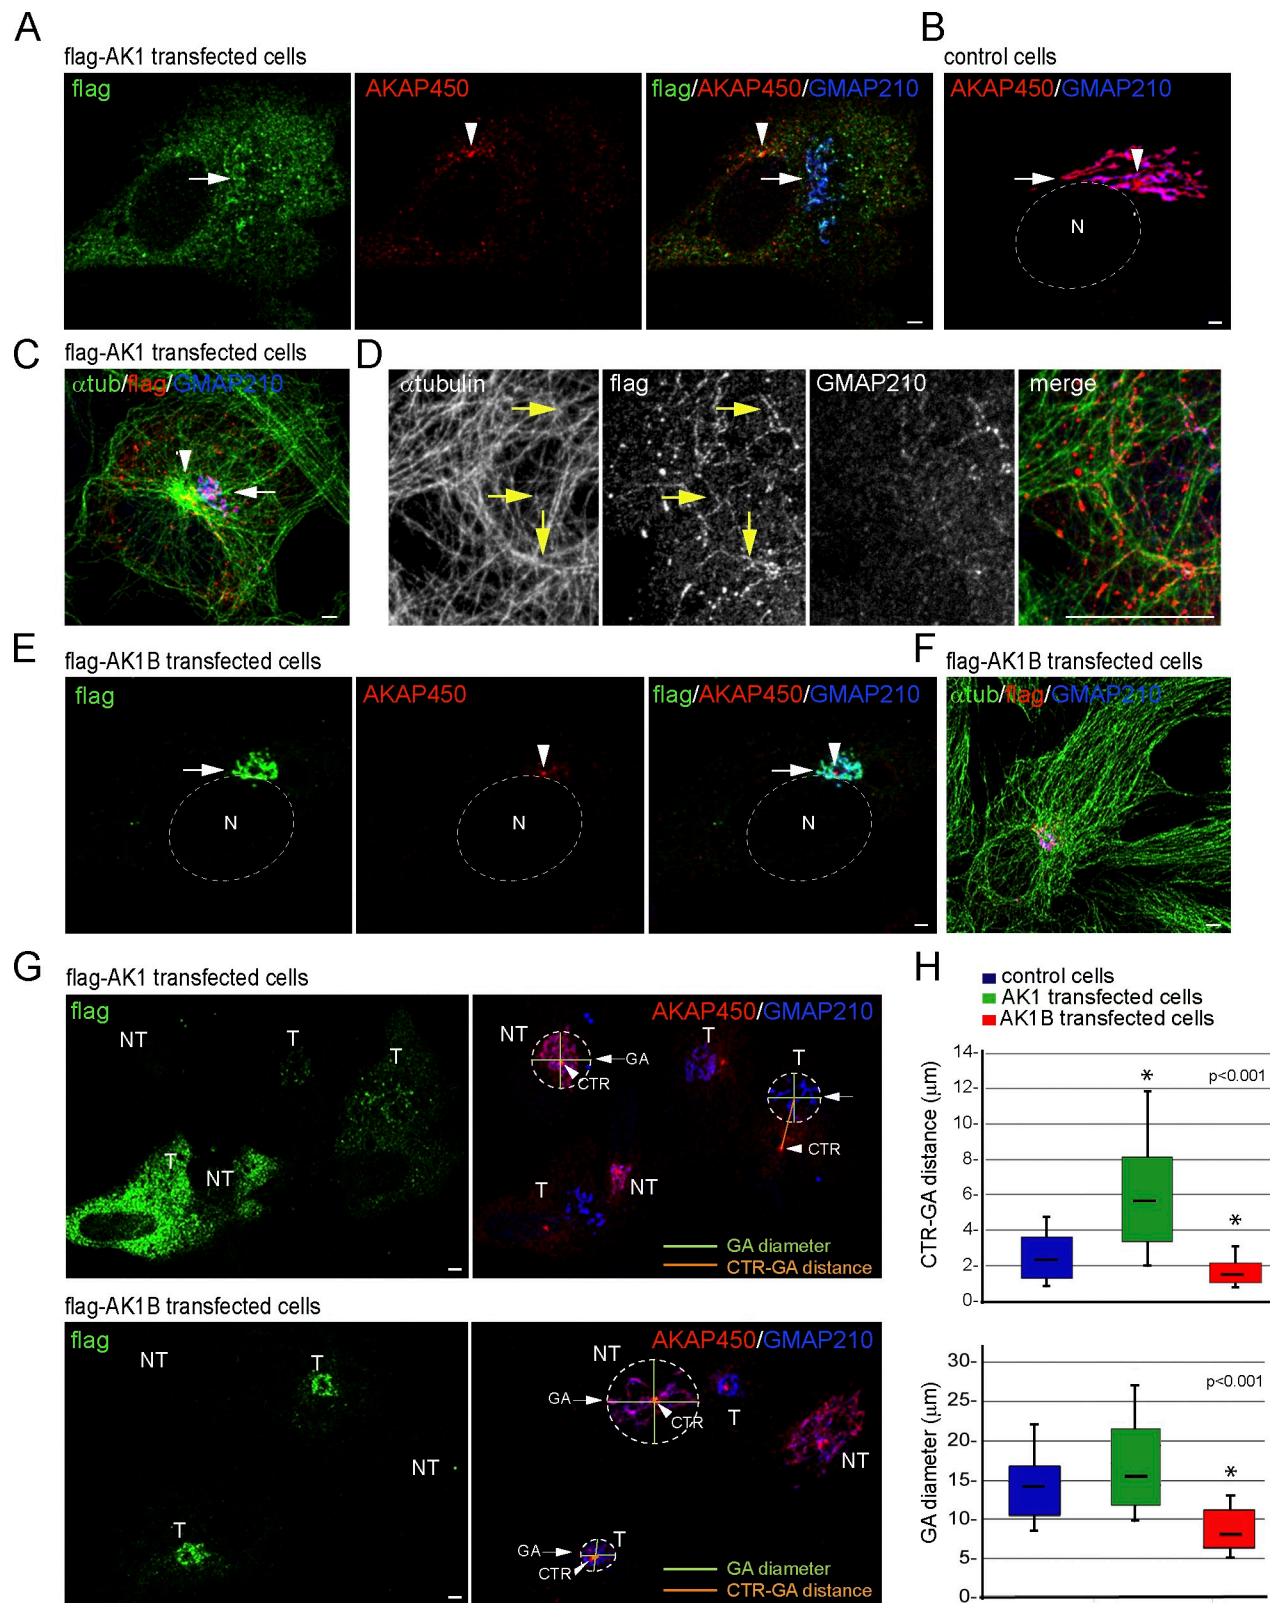 A
flag-AK1 transfected cells
flag
AKAP450
flag/AKAP450/GMAP210
B
control cells
AKAP450/GMAP210
N
C
flag-AK1 transfected cells
αtub/flag/GMAP210
D
αtubulin
flag
GMAP210
merge
E
flag-AK1B transfected cells
flag
N
AKAP450
N
flag/AKAP450/GMAP210
N
F
flag-AK1B transfected cells
αtub/flag/GMAP210
G
flag-AK1 transfected cells
flag
NT
T
T
T
NT
AKAP450/GMAP210
NT
GA
CTR
T
T
CTR
T
NT
GA diameter
CTR-GA distance
flag-AK1B transfected cells
flag
NT
T
NT
T
AKAP450/GMAP210
NT
GA
CTR
T
NT
T
GA
CTR
GA diameter
CTR-GA distance
H
control cells
AK1 transfected cells
AK1B transfected cells
CTR-GA distance (μm)
14-
12-
10-
8-
6-
4-
2-
0-
*
p<0.001
*
GA diameter (μm)
30-
25-
20-
15-
10-
5-
0-
p<0.001
*